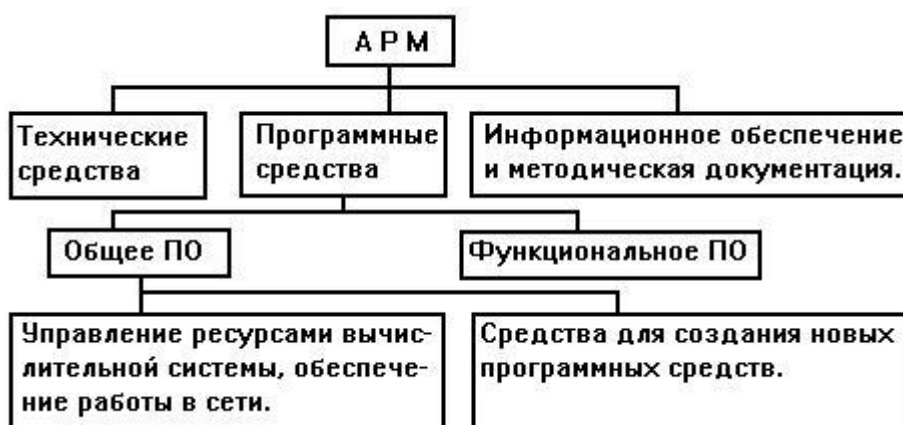 А Р М
Технические
средства
Программные
средства
Информационное обеспечение
и методическая документация.
Общее ПО
Функциональное ПО
Управление ресурсами вычис-
лительной системы, обеспече-
ние работы в сети.
Средства для создания новых
программных средств.